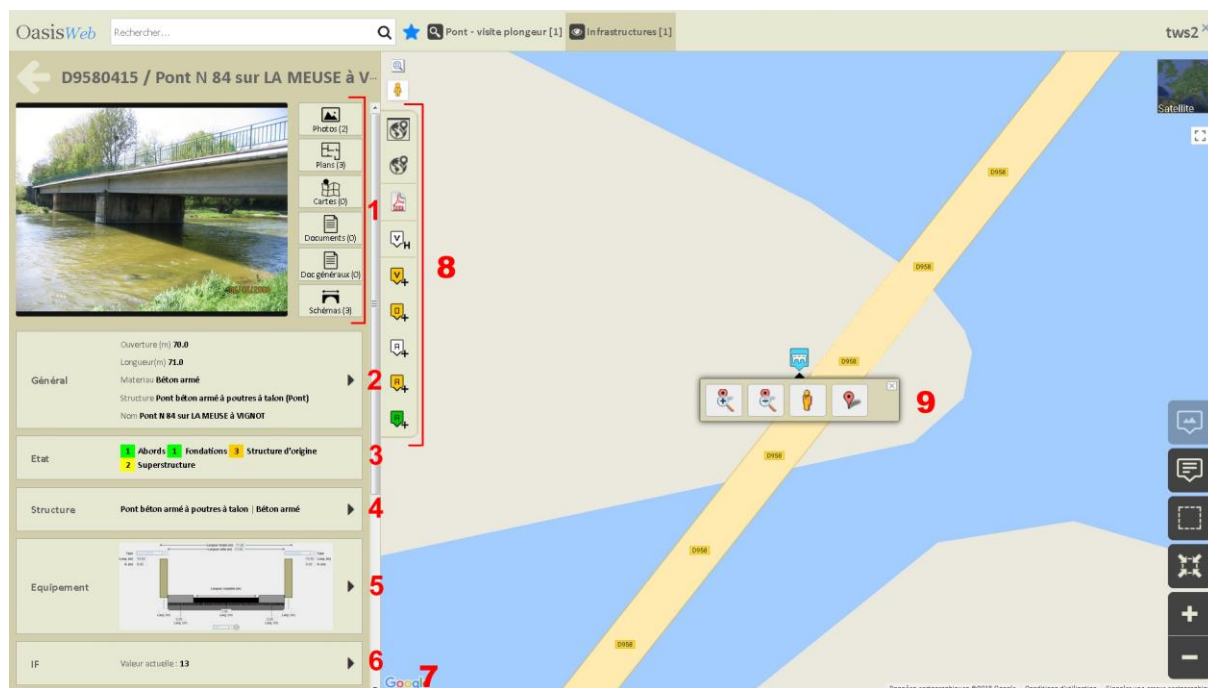 OasisWeb Rechercher... Pont - visite plongeur [1] Infrastructures [1] tws2
D9580415 / Pont N 84 sur LA MEUSE à V...
Photos (2)
Plans (3)
Cartes (0)
Documents (0)
Doc généraux (0)
Schémas (3)
1
Général
Ouverture (m) 70.0
Longueur(m) 71.0
Materiau Béton armé
Structure Pont béton armé à poutres à talon (Pont)
Nom Pont N 84 sur LA MEUSE à VIGNOT
2
Etat
1 Abords 1 Fondations 3 Structure d'origine
2 Superstructure
3
Structure Pont béton armé à poutres à talon | Béton armé
4
Equipement
5
IF Valeur actuelle : 13
6
7
Google
V H
V
D
A
A
8
Satellite
D958
D958
D958
9
D958
D958
D958